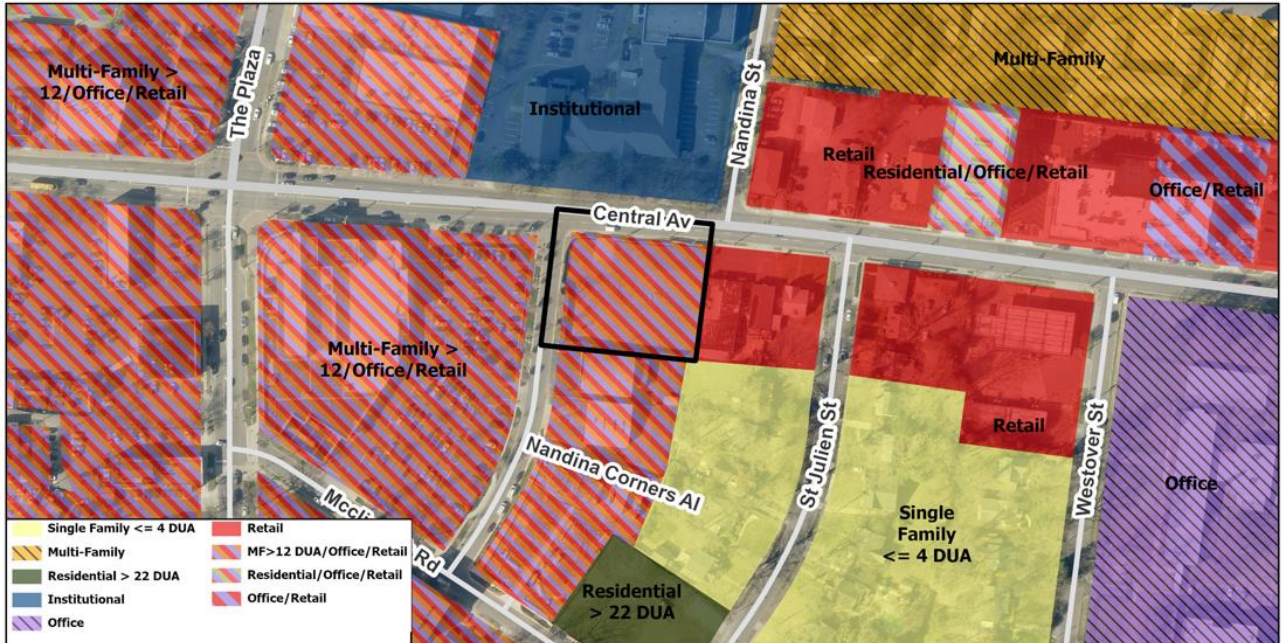 Multi-Family >
12/Office/Retail
The Plaza
Institutional
Nandina St
Multi-Family
Retail
Residential/Office/Retail
Office/Retail
Central Av
Multi-Family >
12/Office/Retail
Nandina Corners Al
St Julien St
Retail
Westover St
Office
Single
Family
<= 4 DUA
Residential
> 22 DUA
Rd
Single Family <= 4 DUA
Multi-Family
Residential > 22 DUA
Institutional
Office
Retail
MF>12 DUA/Office/Retail
Residential/Office/Retail
Office/Retail